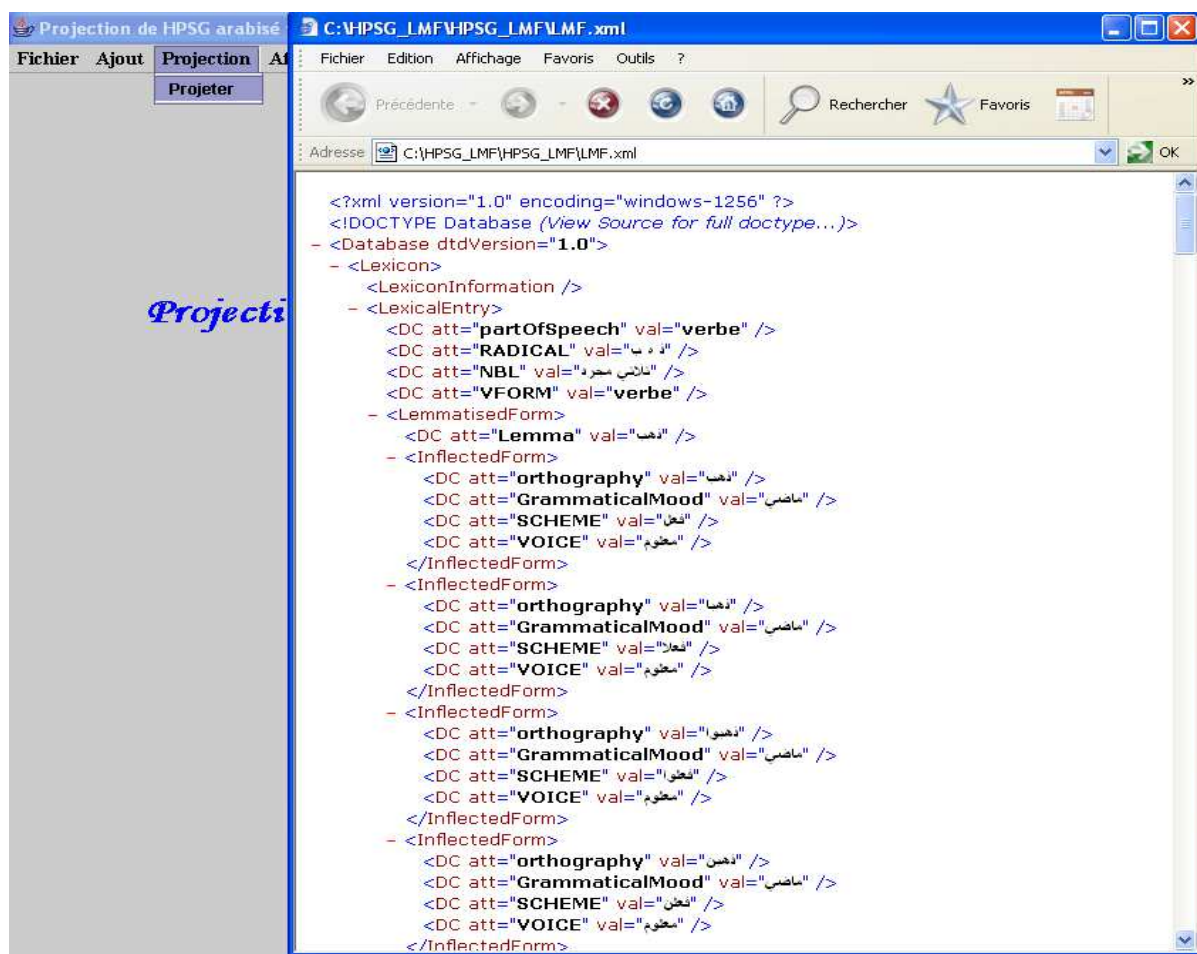 Projection de HPSG arabisé
Fichier Ajout Projection Af
Projeter
Projecti
C:\HPSG_LMF\HPSG_LMF\LMF.xml
Fichier Edition Affichage Favoris Outils ?
Précédente Rechercher Favoris »
Adresse C:\HPSG_LMF\HPSG_LMF\LMF.xml OK
<?xml version="1.0" encoding="windows-1256" ?>
<!DOCTYPE Database (View Source for full doctype...)>
– <Database dtdVersion="1.0">
– <Lexicon>
<LexiconInformation />
– <LexicalEntry>
<DC att="partOfSpeech" val="verbe" />
<DC att="RADICAL" val="ذ ه ب" />
<DC att="NBL" val="ثلاثي مجرد" />
<DC att="VFORM" val="verbe" />
– <LemmatisedForm>
<DC att="Lemma" val="ذهب" />
– <InflectedForm>
<DC att="orthography" val="ذهب" />
<DC att="GrammaticalMood" val="ماضي" />
<DC att="SCHEME" val="فعل" />
<DC att="VOICE" val="معلوم" />
</InflectedForm>
– <InflectedForm>
<DC att="orthography" val="ذهبا" />
<DC att="GrammaticalMood" val="ماضي" />
<DC att="SCHEME" val="فعلا" />
<DC att="VOICE" val="معلوم" />
</InflectedForm>
– <InflectedForm>
<DC att="orthography" val="ذهبوا" />
<DC att="GrammaticalMood" val="ماضي" />
<DC att="SCHEME" val="فعلوا" />
<DC att="VOICE" val="معلوم" />
</InflectedForm>
– <InflectedForm>
<DC att="orthography" val="ذهبن" />
<DC att="GrammaticalMood" val="ماضي" />
<DC att="SCHEME" val="فعلن" />
<DC att="VOICE" val="معلوم" />
</InflectedForm>